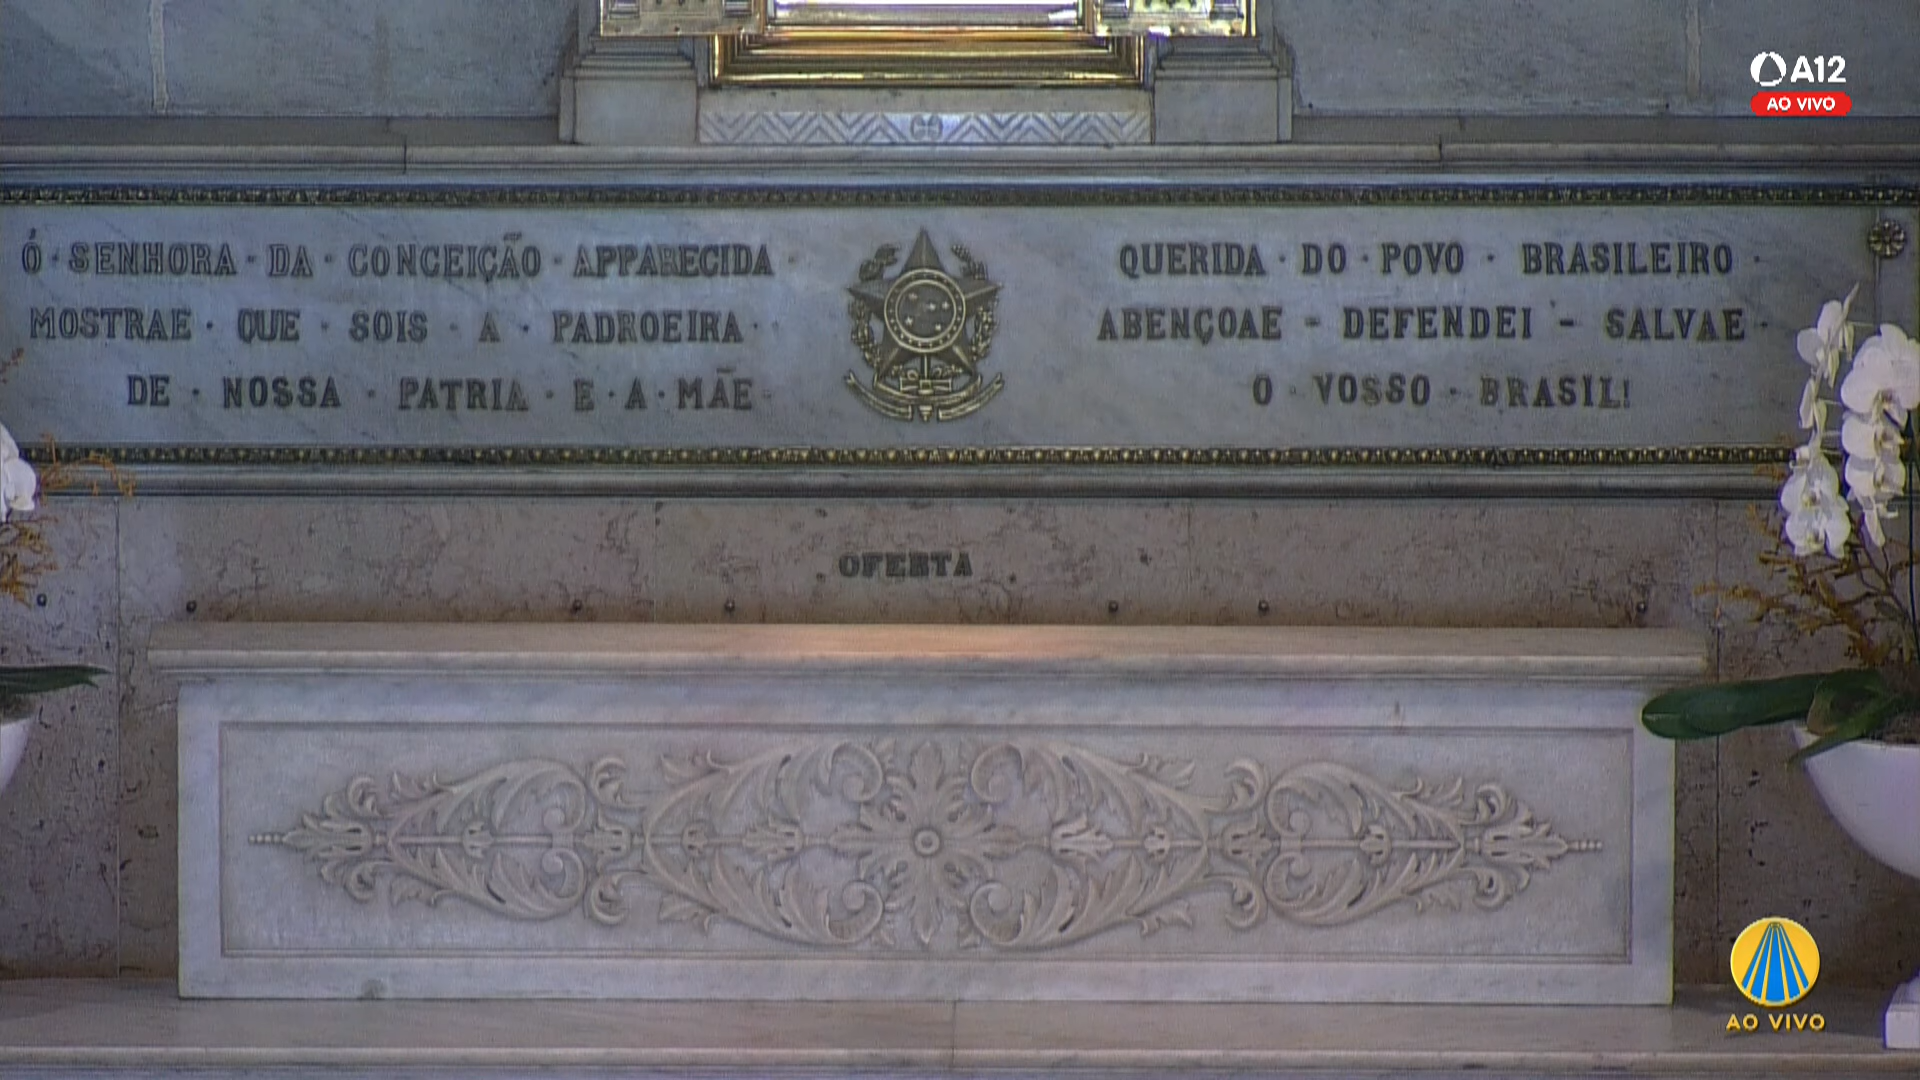 A12
AO VIVO
Ó · SENHORA · DA · CONCEIÇÃO · APPARECIDA ·
MOSTRAE · QUE · SOIS · A · PADROEIRA ·
DE · NOSSA · PATRIA · E · A · MÃE ·
QUERIDA · DO · POVO · BRASILEIRO ·
ABENÇOAE - DEFENDEI - SALVAE ·
O · VOSSO · BRASIL!
OFERTA
AO VIVO